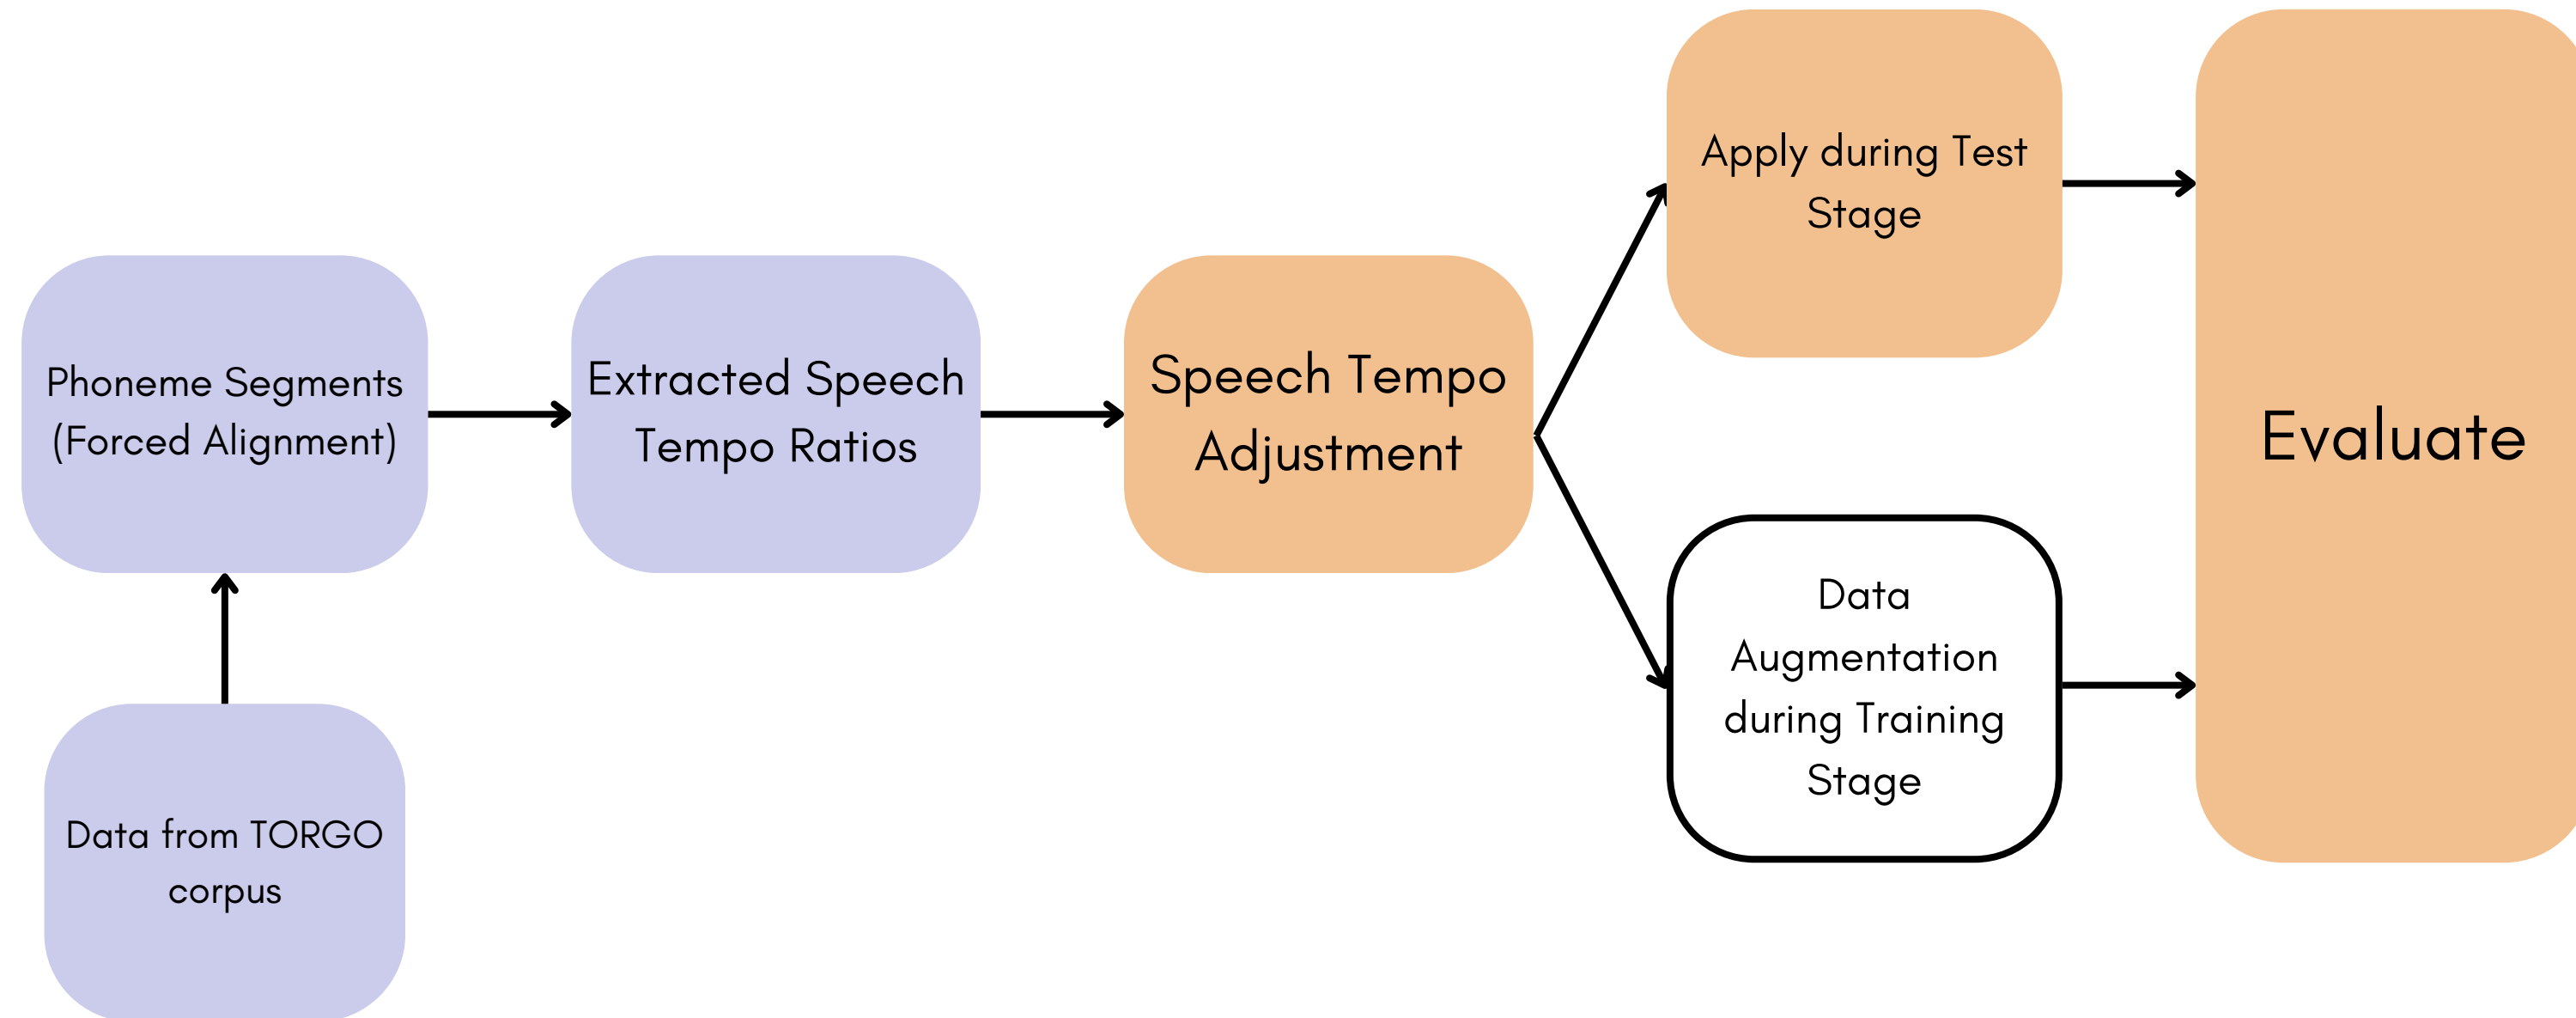 Phoneme Segments
(Forced Alignment)
Data from TORGO
corpus
Extracted Speech
Tempo Ratios
Speech Tempo
Adjustment
Apply during Test
Stage
Data
Augmentation
during Training
Stage
Evaluate